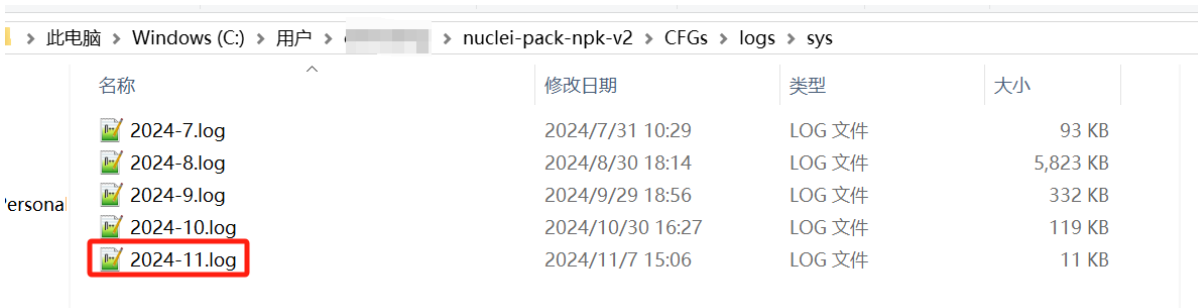 此电脑 > Windows (C:) > 用户 > > nuclei-pack-npk-v2 > CFGs > logs > sys
名称 修改日期 类型 大小
2024-7.log 2024/7/31 10:29 LOG 文件 93 KB
2024-8.log 2024/8/30 18:14 LOG 文件 5,823 KB
2024-9.log 2024/9/29 18:56 LOG 文件 332 KB
Persona
2024-10.log 2024/10/30 16:27 LOG 文件 119 KB
2024-11.log 2024/11/7 15:06 LOG 文件 11 KB